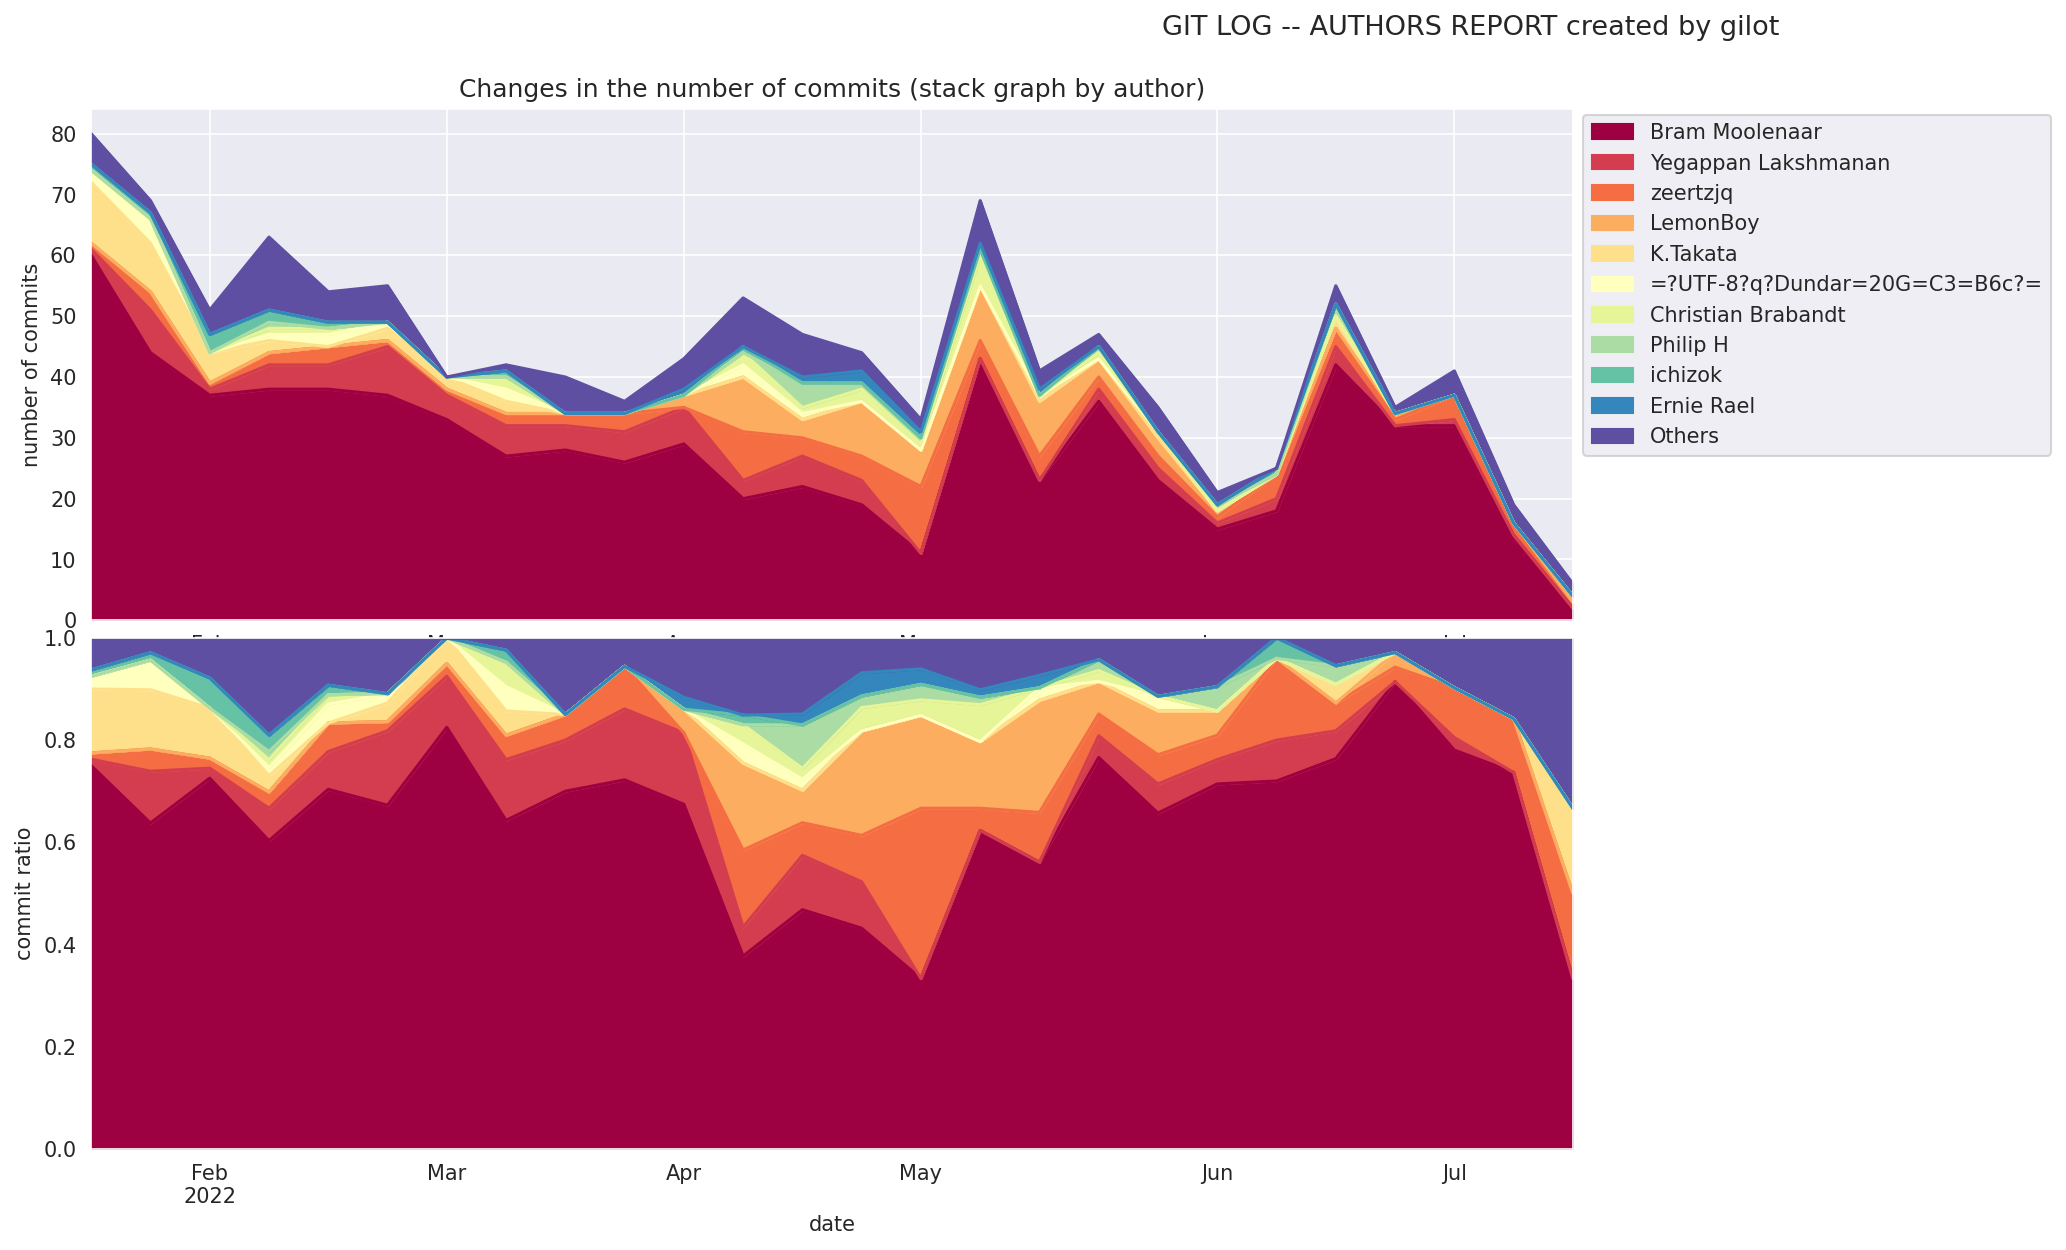 GIT LOG -- AUTHORS REPORT created by gilot
Changes in the number of commits (stack graph by author)
number of commits
80
70
60
50
40
30
20
10
0
Bram Moolenaar
Yegappan Lakshmanan
zeertzjq
LemonBoy
K.Takata
=?UTF-8?q?Dundar=20G=C3=B6c?=
Christian Brabandt
Philip H
ichizok
Ernie Rael
Others
commit ratio
1.0
0.8
0.6
0.4
0.2
0.0
Feb Mar Apr May Jun Jul
2022
date